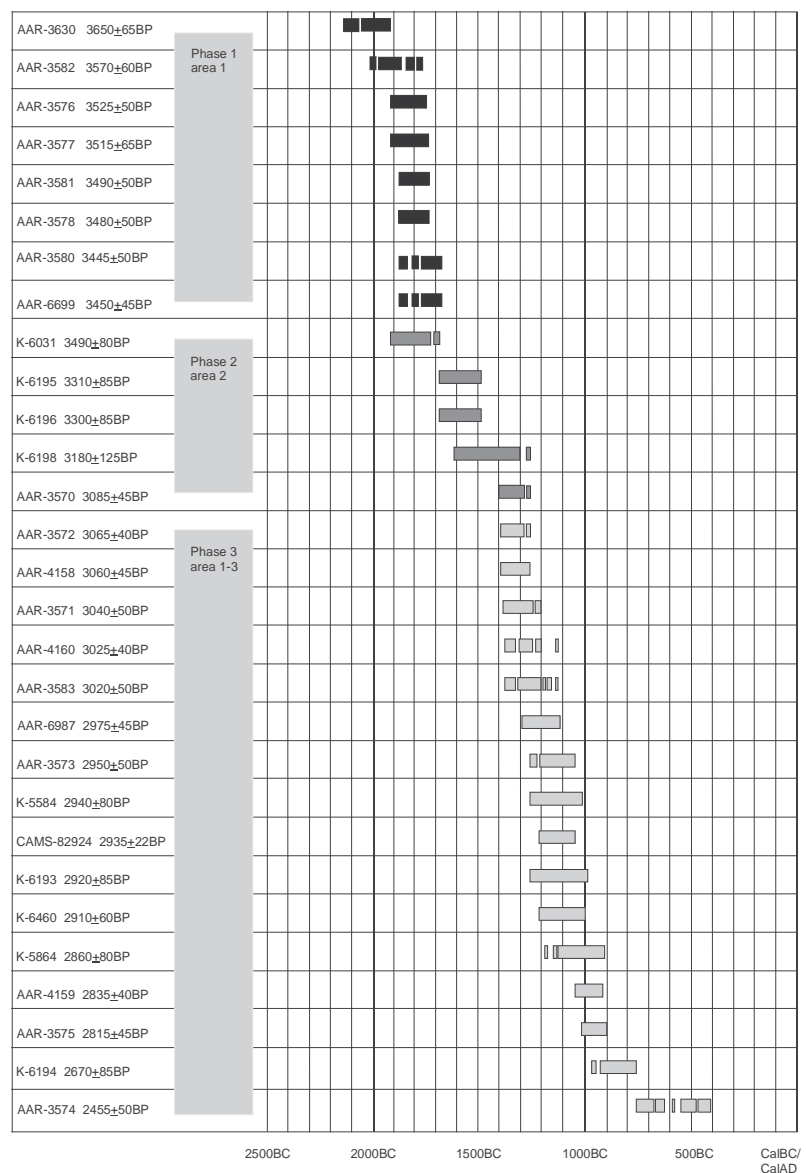 AAR-3630 3650±65BP
Phase 1
area 1
AAR-3582 3570±60BP
AAR-3576 3525±50BP
AAR-3577 3515±65BP
AAR-3581 3490±50BP
AAR-3578 3480±50BP
AAR-3580 3445±50BP
AAR-6699 3450±45BP
K-6031 3490±80BP
Phase 2
area 2
K-6195 3310±85BP
K-6196 3300±85BP
K-6198 3180±125BP
AAR-3570 3085±45BP
AAR-3572 3065±40BP
Phase 3
area 1-3
AAR-4158 3060±45BP
AAR-3571 3040±50BP
AAR-4160 3025±40BP
AAR-3583 3020±50BP
AAR-6987 2975±45BP
AAR-3573 2950±50BP
K-5584 2940±80BP
CAMS-82924 2935±22BP
K-6193 2920±85BP
K-6460 2910±60BP
K-5864 2860±80BP
AAR-4159 2835±40BP
AAR-3575 2815±45BP
K-6194 2670±85BP
AAR-3574 2455±50BP
2500BC 2000BC 1500BC 1000BC 500BC CalBC/
CalAD